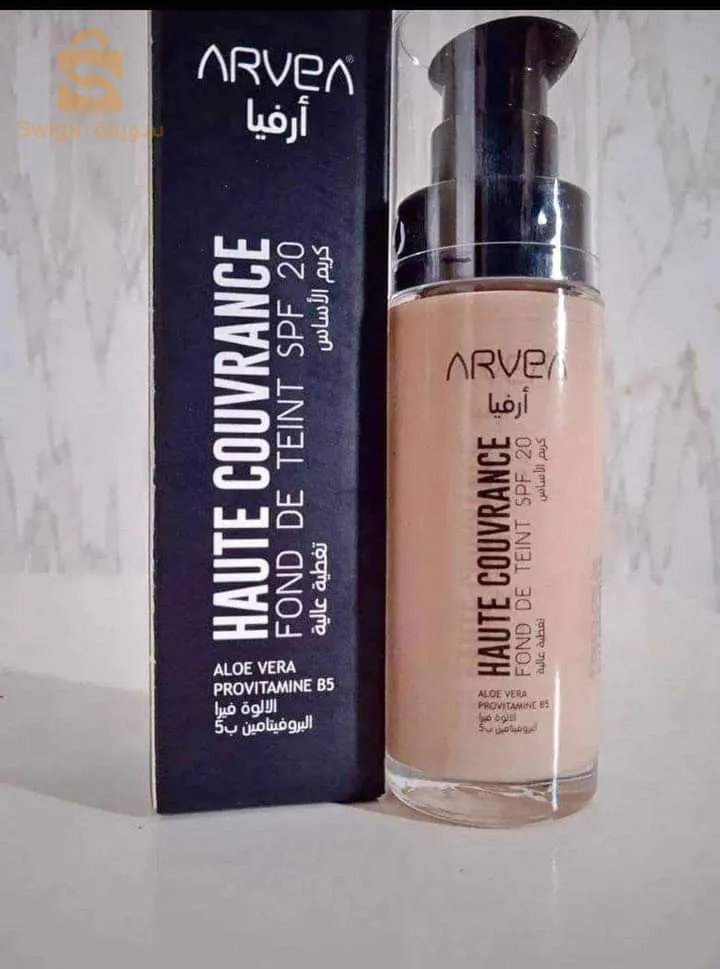 Swiqa سويقة
ARVEA®
أرفيا
HAUTE COUVRANCE
FOND DE TEINT SPF 20
تغطية عالية
كريم الأساس
ALOE VERA
PROVITAMINE B5
الالوة فيرا
البروفيتامين ب5
ARVEA
أرفيا
HAUTE COUVRANCE
FOND DE TEINT SPF 20
تغطية عالية
كريم الأساس
ALOE VERA
PROVITAMINE B5
الالوة فيرا
البروفيتامين ب5